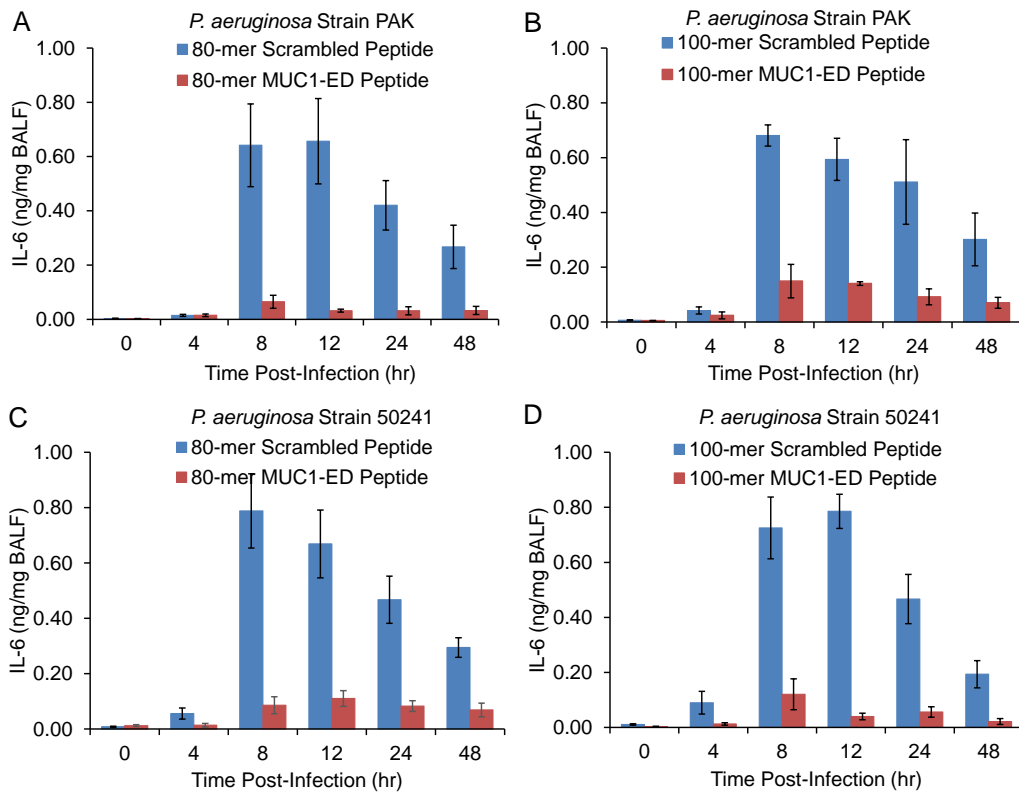 A
P. aeruginosa Strain PAK
80-mer Scrambled Peptide
80-mer MUC1-ED Peptide
IL-6 (ng/mg BALF)
1.00
0.80
0.60
0.40
0.20
0.00
0 4 8 12 24 48
Time Post-Infection (hr)
B
P. aeruginosa Strain PAK
100-mer Scrambled Peptide
100-mer MUC1-ED Peptide
IL-6 (ng/mg BALF)
1.00
0.80
0.60
0.40
0.20
0.00
0 4 8 12 24 48
Time Post-Infection (hr)
C
P. aeruginosa Strain 50241
80-mer Scrambled Peptide
80-mer MUC1-ED Peptide
IL-6 (ng/mg BALF)
1.00
0.80
0.60
0.40
0.20
0.00
0 4 8 12 24 48
Time Post-Infection (hr)
D
P. aeruginosa Strain 50241
100-mer Scrambled Peptide
100-mer MUC1-ED Peptide
IL-6 (ng/mg BALF)
1.00
0.80
0.60
0.40
0.20
0.00
0 4 8 12 24 48
Time Post-Infection (hr)